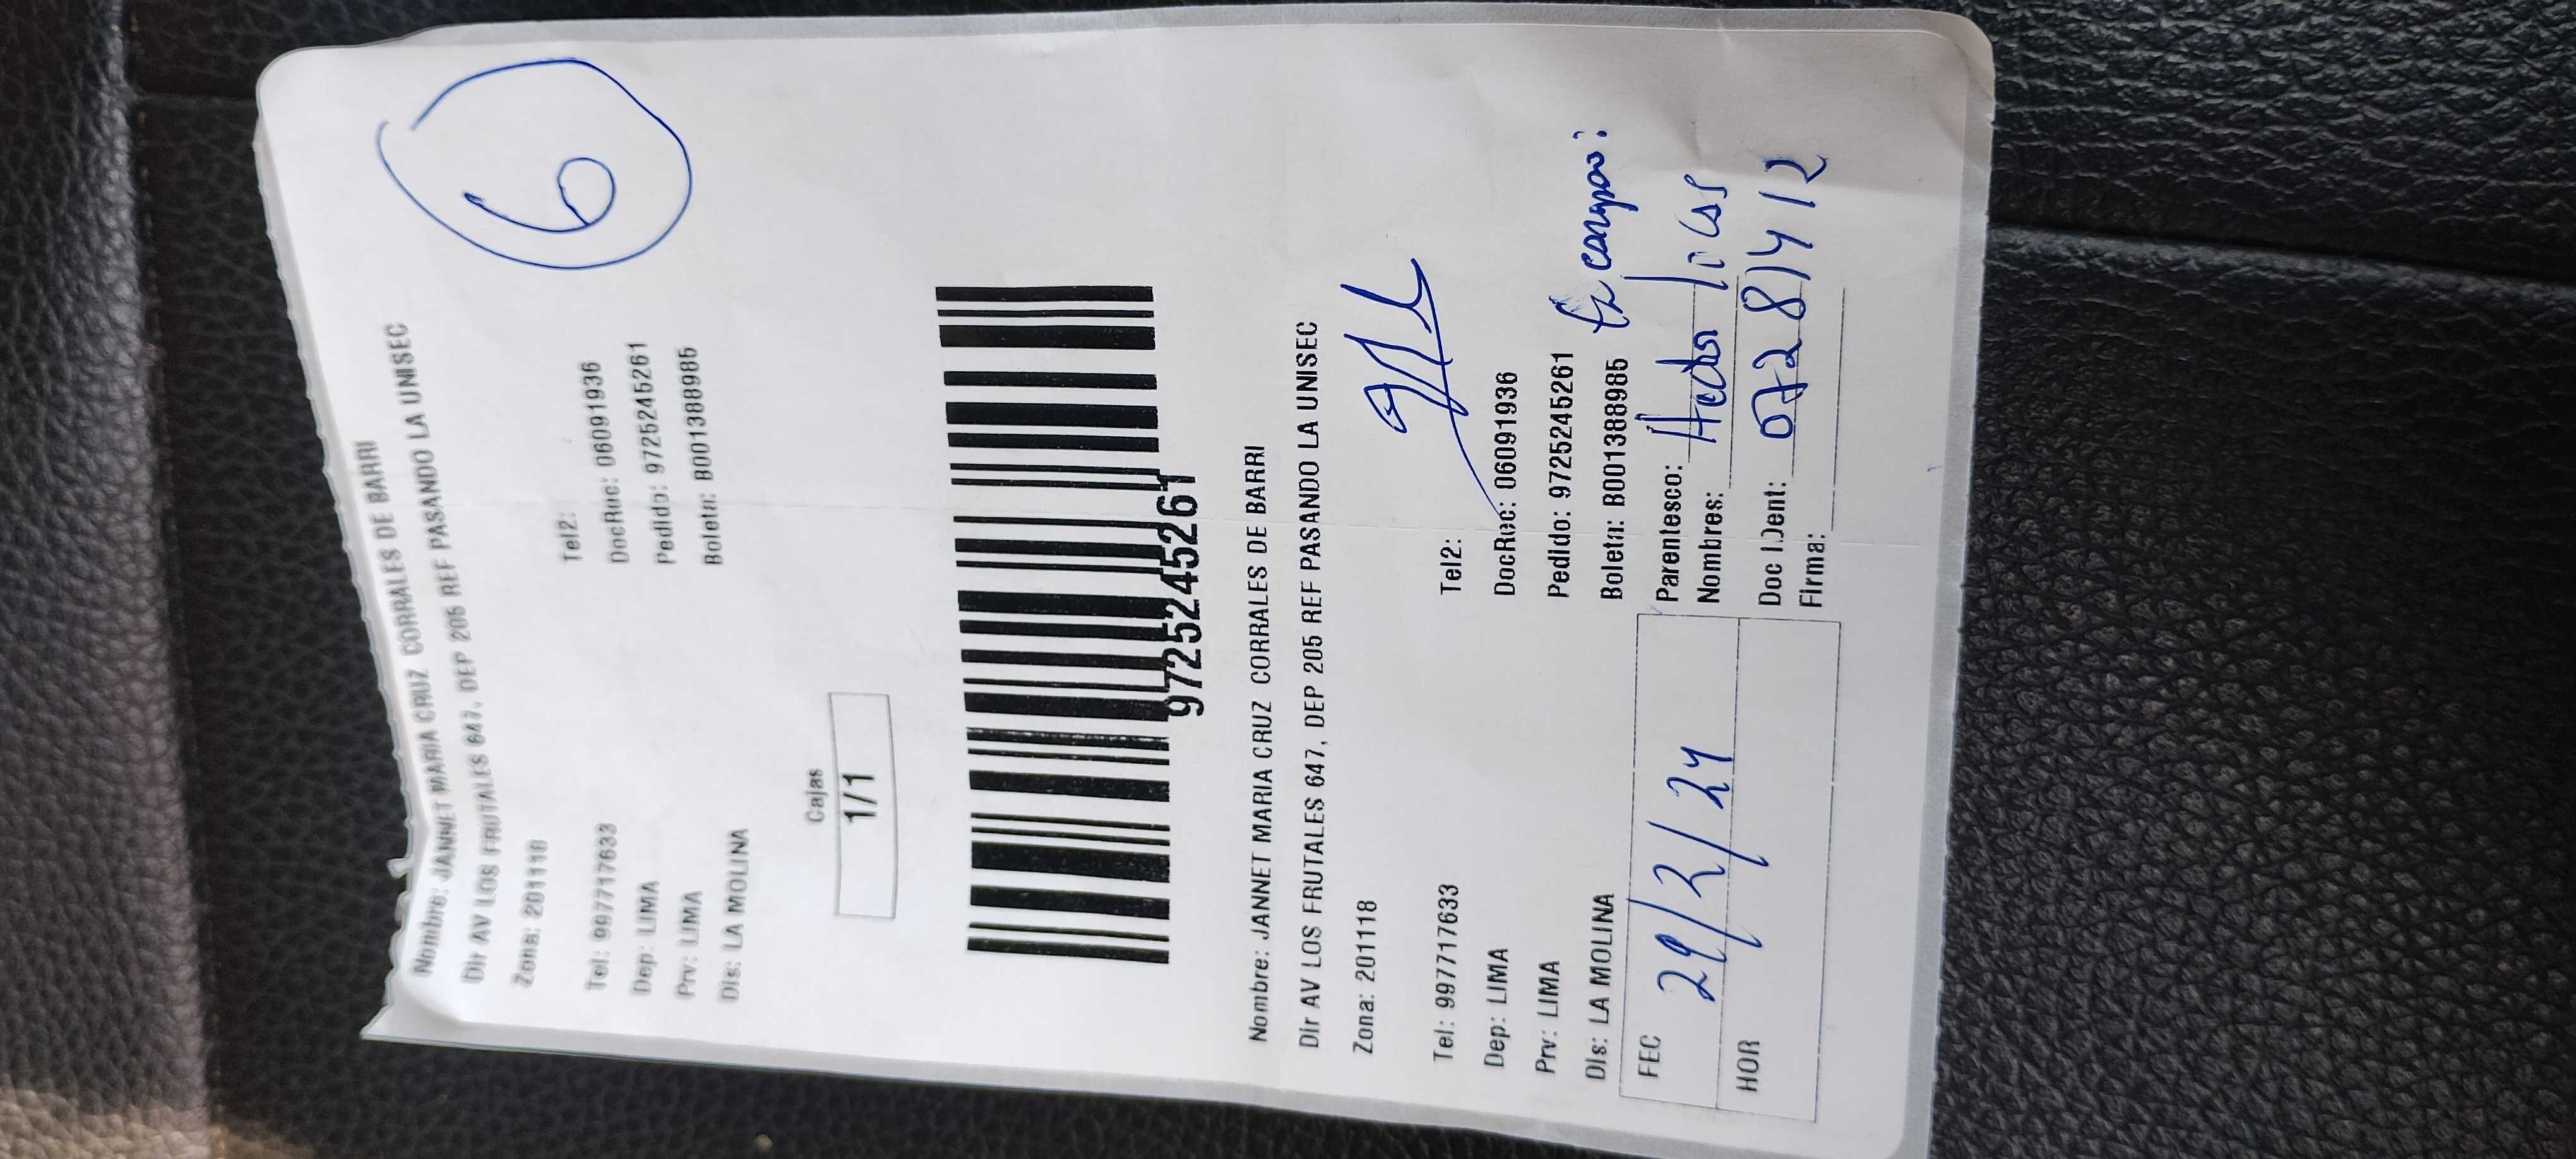 6
Nombre: JANNET MARIA CRUZ CORRALES DE BARRI
Dir AV LOS FRUTALES 647, DEP 205 REF PASANDO LA UNISEC
Zona: 201118
Tel: 997717633 Tel2:
Dep: LIMA DocRuc: 06091936
Prv: LIMA Pedido: 9725245261
Dis: LA MOLINA Boleta: B001388985
Cajas
1/1
9725245261
Nombre: JANNET MARIA CRUZ CORRALES DE BARRI
Dir AV LOS FRUTALES 647, DEP 205 REF PASANDO LA UNISEC
Zona: 201118
Tel: 997717633 Tel2:
Dep: LIMA DocRuc: 06091936
Prv: LIMA Pedido: 9725245261
Dis: LA MOLINA Boleta: B001388985
FEC 29/2/24 Parentesco:
Nombres:
HOR Doc IDent: 07281412
Firma: